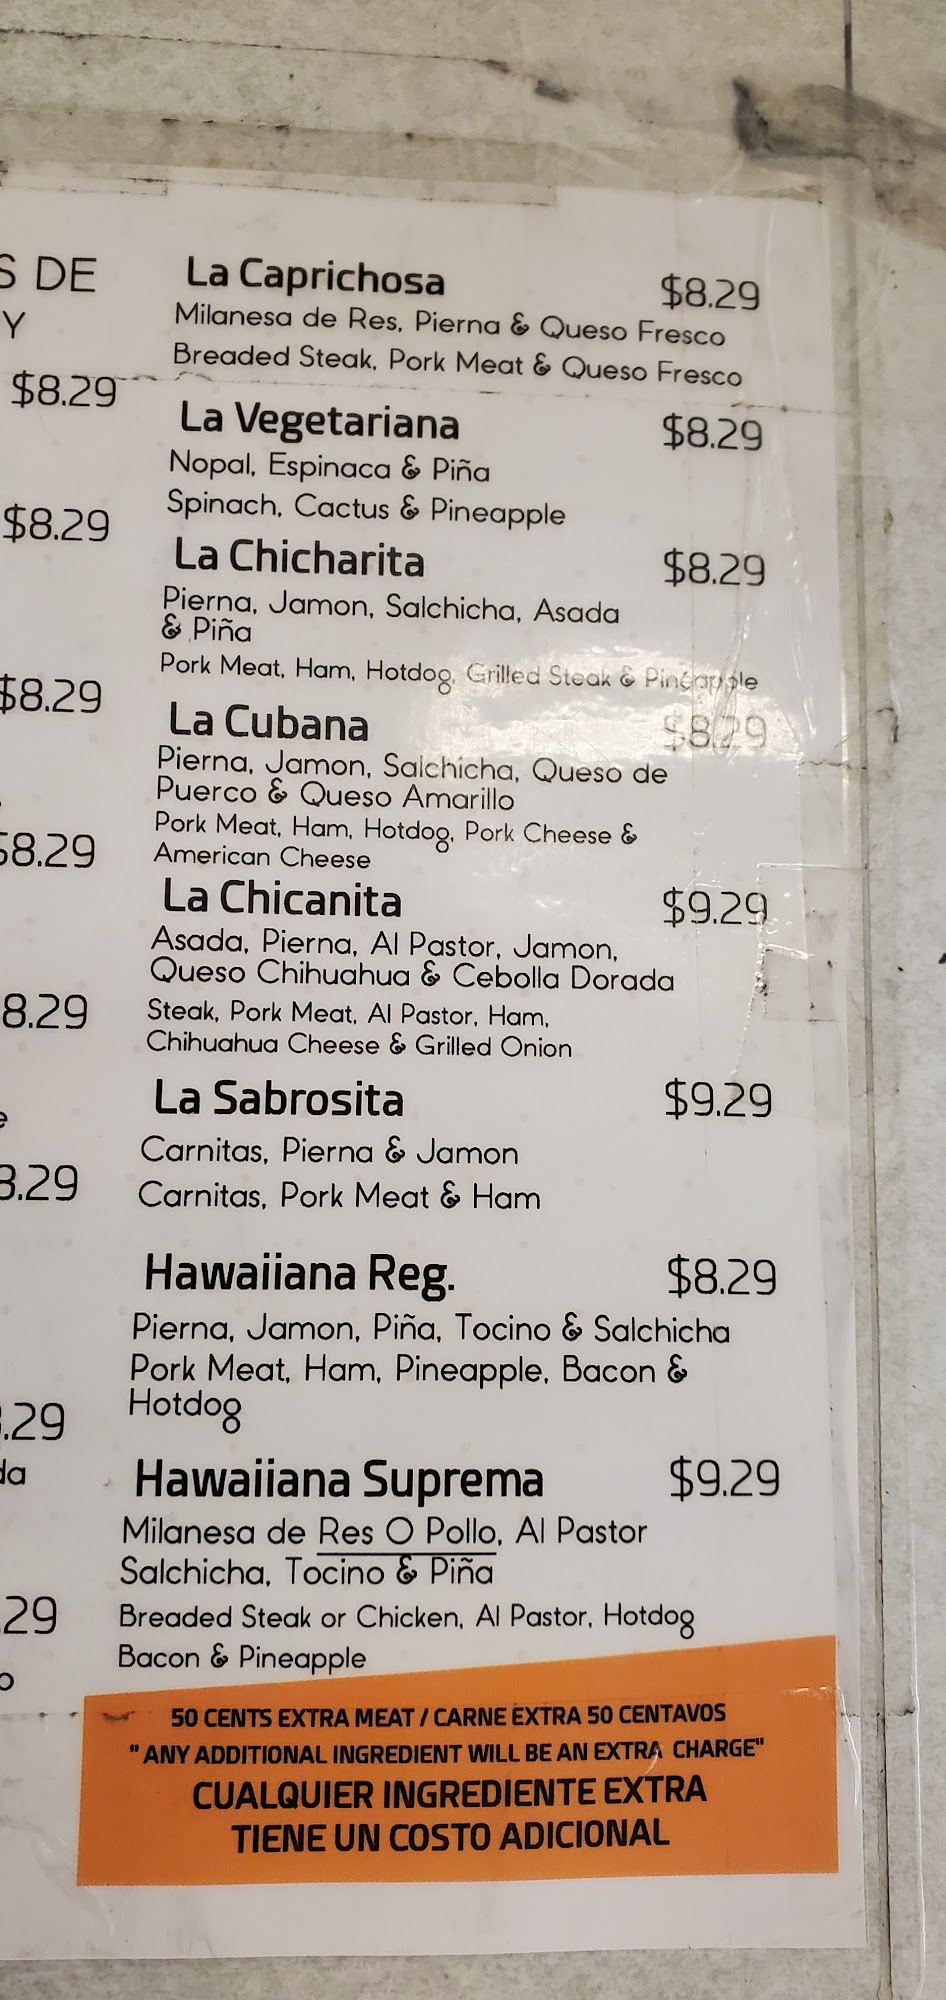 S DE
Y
$8.29
$8.29
$8.29
$8.29
8.29
e
8.29
.29
da
.29
o
La Caprichosa $8.29
Milanesa de Res, Pierna & Queso Fresco
Breaded Steak, Pork Meat & Queso Fresco
La Vegetariana $8.29
Nopal, Espinaca & Piña
Spinach, Cactus & Pineapple
La Chicharita $8.29
Pierna, Jamon, Salchicha, Asada
& Piña
Pork Meat, Ham, Hotdog, Grilled Steak & Pineapple
La Cubana $8.29
Pierna, Jamon, Salchicha, Queso de
Puerco & Queso Amarillo
Pork Meat, Ham, Hotdog, Pork Cheese &
American Cheese
La Chicanita $9.29
Asada, Pierna, Al Pastor, Jamon,
Queso Chihuahua & Cebolla Dorada
Steak, Pork Meat, Al Pastor, Ham,
Chihuahua Cheese & Grilled Onion
La Sabrosita $9.29
Carnitas, Pierna & Jamon
Carnitas, Pork Meat & Ham
Hawaiiana Reg. $8.29
Pierna, Jamon, Piña, Tocino & Salchicha
Pork Meat, Ham, Pineapple, Bacon &
Hotdog
Hawaiiana Suprema $9.29
Milanesa de Res O Pollo, Al Pastor
Salchicha, Tocino & Piña
Breaded Steak or Chicken, Al Pastor, Hotdog
Bacon & Pineapple
50 CENTS EXTRA MEAT / CARNE EXTRA 50 CENTAVOS
"ANY ADDITIONAL INGREDIENT WILL BE AN EXTRA CHARGE"
CUALQUIER INGREDIENTE EXTRA
TIENE UN COSTO ADICIONAL